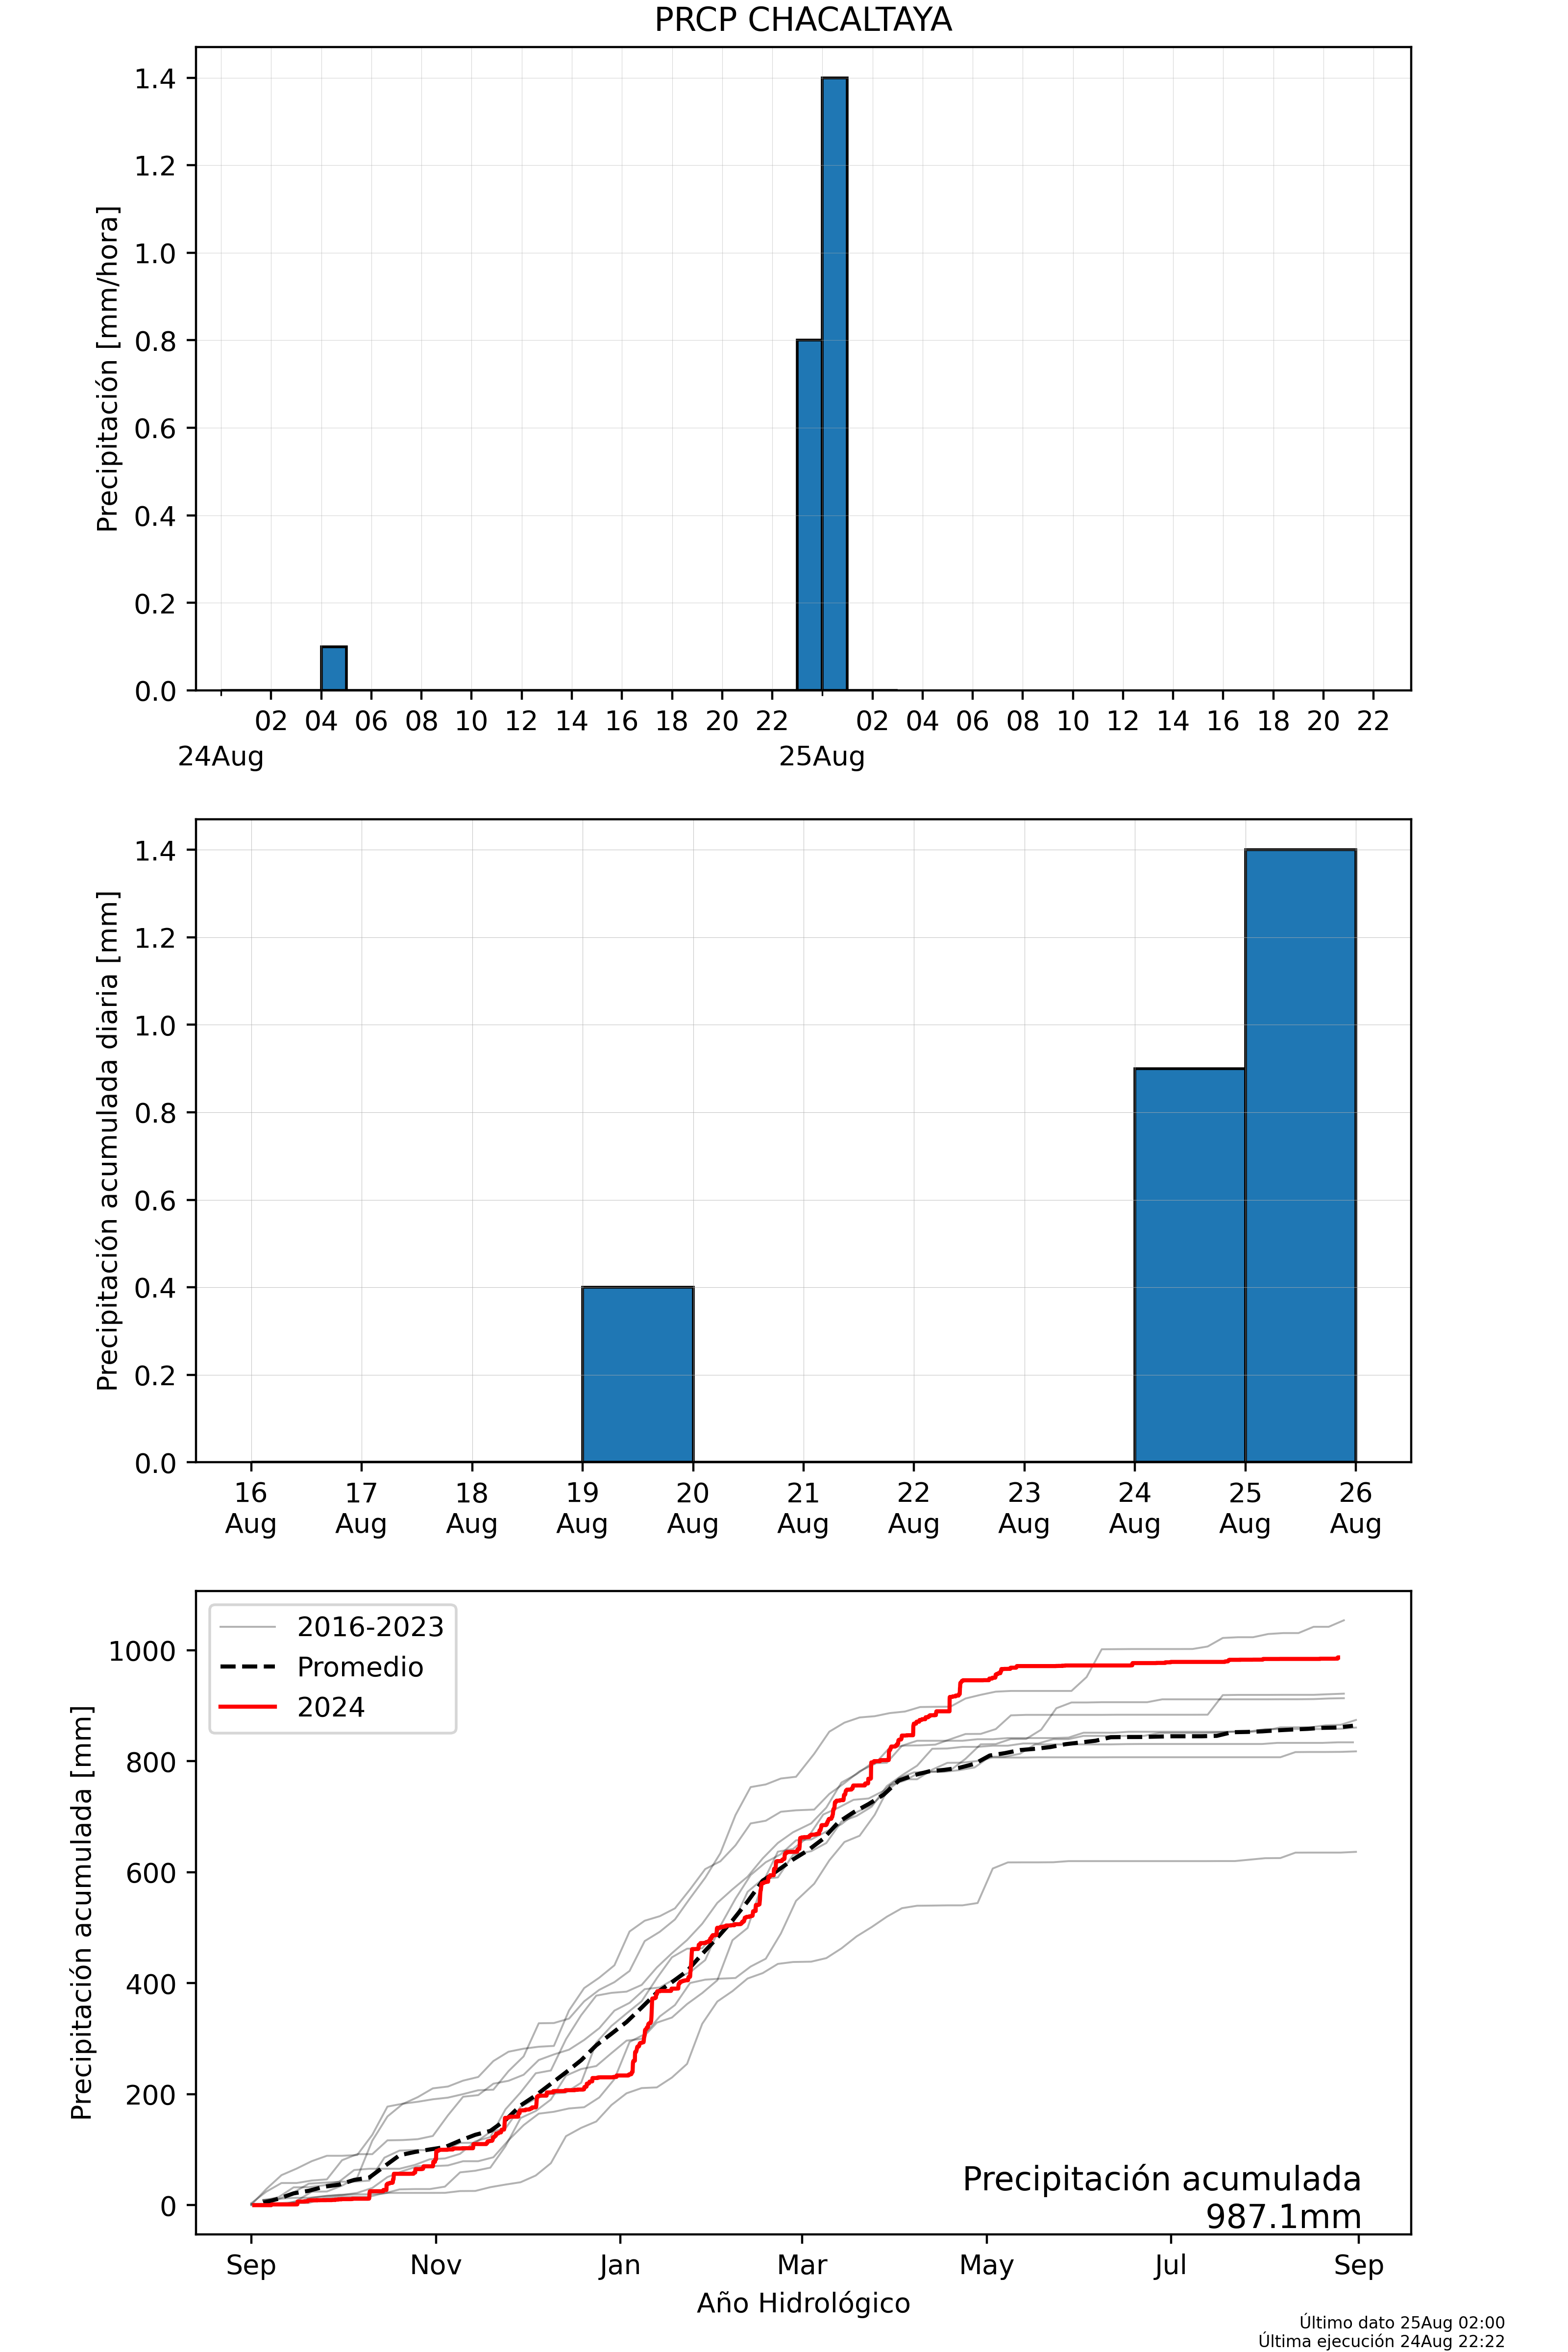 PRCP CHACALTAYA
Precipitación [mm/hora]
1.4
1.2
1.0
0.8
0.6
0.4
0.2
0.0
02 04 06 08 10 12 14 16 18 20 22 02 04 06 08 10 12 14 16 18 20 22
24Aug 25Aug
Precipitación acumulada diaria [mm]
1.4
1.2
1.0
0.8
0.6
0.4
0.2
0.0
16 17 18 19 20 21 22 23 24 25 26
Aug Aug Aug Aug Aug Aug Aug Aug Aug Aug Aug
Precipitación acumulada [mm]
2016-2023
Promedio
2024
1000
800
600
400
200
0
Precipitación acumulada
987.1mm
Sep Nov Jan Mar May Jul Sep
Año Hidrológico
Último dato 25Aug 02:00
Última ejecución 24Aug 22:22